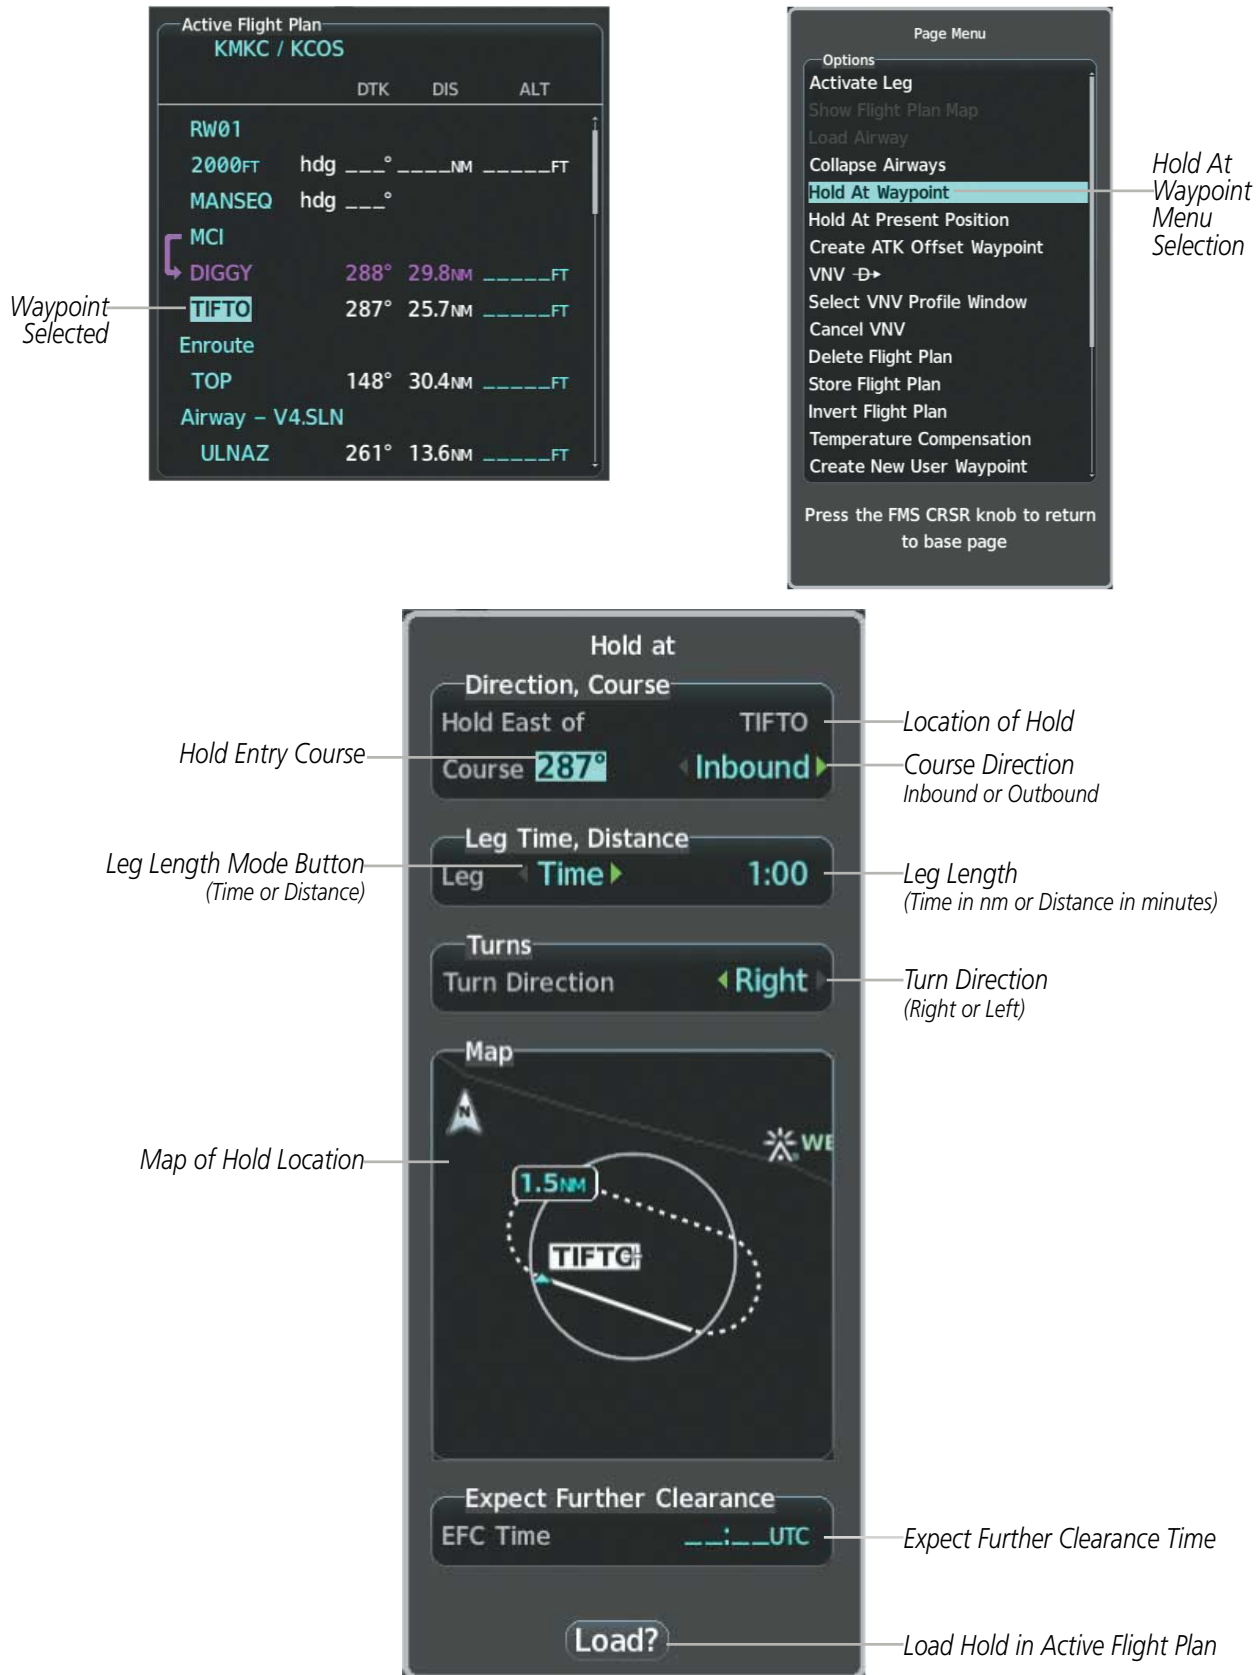 Active Flight Plan
KMKC / KCOS
DTK DIS ALT
RW01
2000FT hdg ___° ____NM _____FT
MANSEQ hdg ___°
MCI
DIGGY 288° 29.8NM _____FT
TIFTO 287° 25.7NM _____FT
Enroute
TOP 148° 30.4NM _____FT
Airway – V4.SLN
ULNAZ 261° 13.6NM _____FT
Waypoint
Selected
Page Menu
Options
Activate Leg
Show Flight Plan Map
Load Airway
Collapse Airways
Hold At Waypoint
Hold At Present Position
Create ATK Offset Waypoint
VNV D
Select VNV Profile Window
Cancel VNV
Delete Flight Plan
Store Flight Plan
Invert Flight Plan
Temperature Compensation
Create New User Waypoint
Press the FMS CRSR knob to return
to base page
Hold At
Waypoint
Menu
Selection
Hold at
Direction, Course
Hold East of TIFTO
Course 287° Inbound
Leg Time, Distance
Leg Time 1:00
Turns
Turn Direction Right
Map
N
WE
1.5NM
TIFTO
Expect Further Clearance
EFC Time __:__UTC
Load?
Hold Entry Course
Leg Length Mode Button
(Time or Distance)
Map of Hold Location
Location of Hold
Course Direction
Inbound or Outbound
Leg Length
(Time in nm or Distance in minutes)
Turn Direction
(Right or Left)
Expect Further Clearance Time
Load Hold in Active Flight Plan